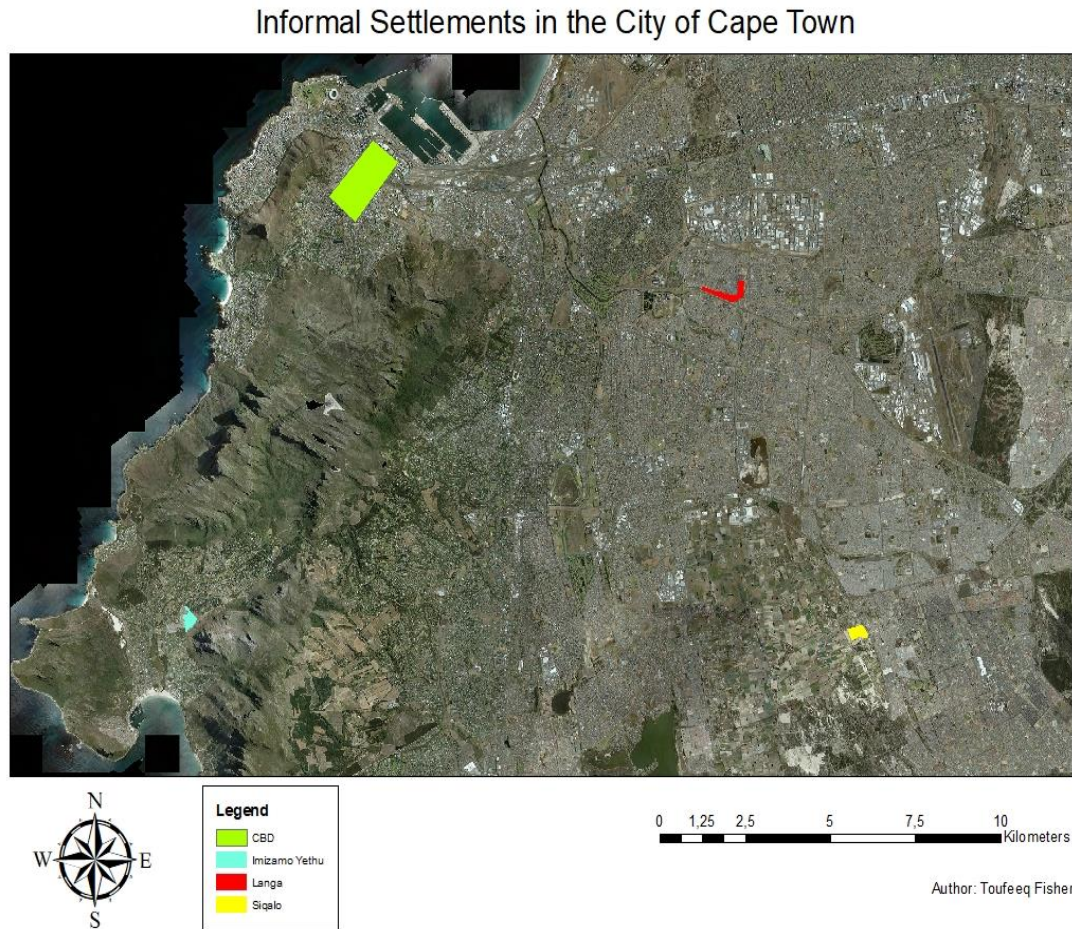 Informal Settlements in the City of Cape Town
N
W E
S
Legend
CBD
Imizamo Yethu
Langa
Siqalo
0 1,25 2,5 5 7,5 10
Kilometers
Author: Toufeeq Fisher